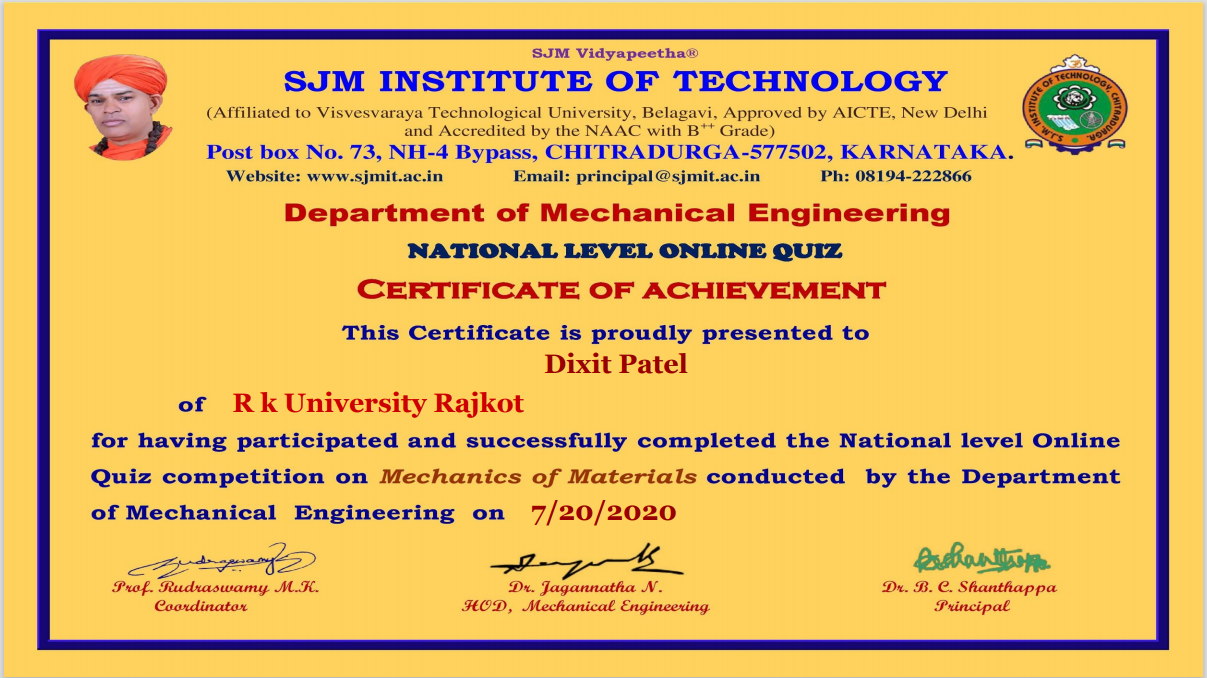 SJM Vidyapeetha®
SJM INSTITUTE OF TECHNOLOGY
(Affiliated to Visvesvaraya Technological University, Belagavi, Approved by AICTE, New Delhi
and Accredited by the NAAC with B++ Grade)
Post box No. 73, NH-4 Bypass, CHITRADURGA-577502, KARNATAKA.
Website: www.sjmit.ac.in Email: principal@sjmit.ac.in Ph: 08194-222866
Department of Mechanical Engineering
NATIONAL LEVEL ONLINE QUIZ
CERTIFICATE OF ACHIEVEMENT
This Certificate is proudly presented to
Dixit Patel
of R k University Rajkot
for having participated and successfully completed the National level Online
Quiz competition on Mechanics of Materials conducted by the Department
of Mechanical Engineering on 7/20/2020
Prof. Rudraswamy M.K. Dr. Jagannatha N. Dr. B. C. Shanthappa
Coordinator HOD, Mechanical Engineering Principal